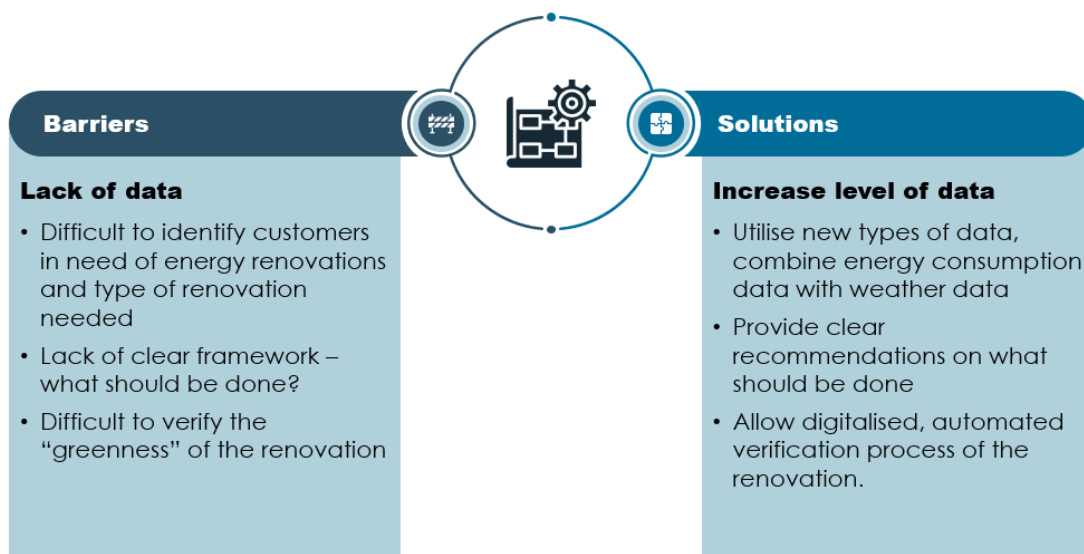 Barriers
Lack of data
• Difficult to identify customers
in need of energy renovations
and type of renovation
needed
• Lack of clear framework –
what should be done?
• Difficult to verify the
“greenness” of the renovation
Solutions
Increase level of data
• Utilise new types of data,
combine energy consumption
data with weather data
• Provide clear
recommendations on what
should be done
• Allow digitalised, automated
verification process of the
renovation.